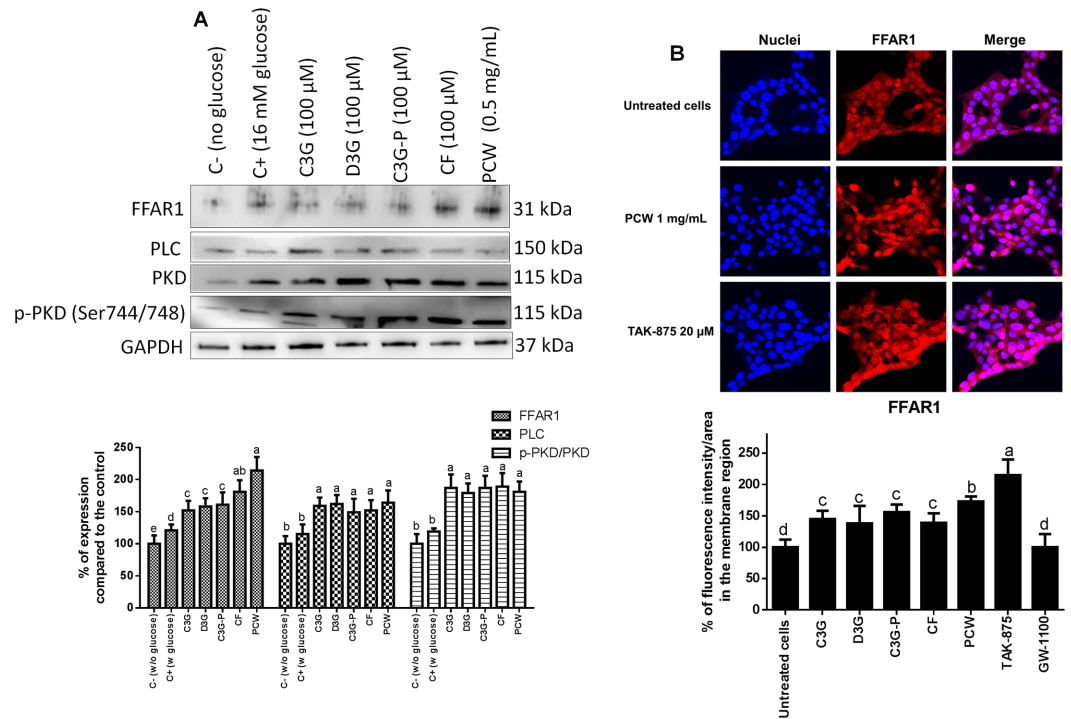 A
C- (no glucose)
C+ (16 mM glucose)
C3G (100 µM)
D3G (100 µM)
C3G-P (100 µM)
CF (100 µM)
PCW (0.5 mg/mL)
FFAR1
31 kDa
PLC
150 kDa
PKD
115 kDa
p-PKD (Ser744/748)
115 kDa
GAPDH
37 kDa
FFAR1
PLC
p-PKD/PKD
% of expression
compared to the control
250
200
150
100
50
0
e
d
c
c
c
ab
a
b
b
a
a
a
a
a
b
b
a
a
a
a
a
C- (w/o glucose)
C+ (w glucose)
C3G
D3G
C3G-P
CF
PCW
C- (w/o glucose)
C+ (w glucose)
C3G
D3G
C3G-P
CF
PCW
C- (w/o glucose)
C+ (w glucose)
C3G
D3G
C3G-P
CF
PCW
B
Nuclei
FFAR1
Merge
Untreated cells
PCW 1 mg/mL
TAK-875 20 µM
FFAR1
% of fluorescence intensity/area
in the membrane region
250
200
150
100
50
0
d
c
c
c
c
b
a
d
Untreated cells
C3G
D3G
C3G-P
CF
PCW
TAK-875
GW-1100